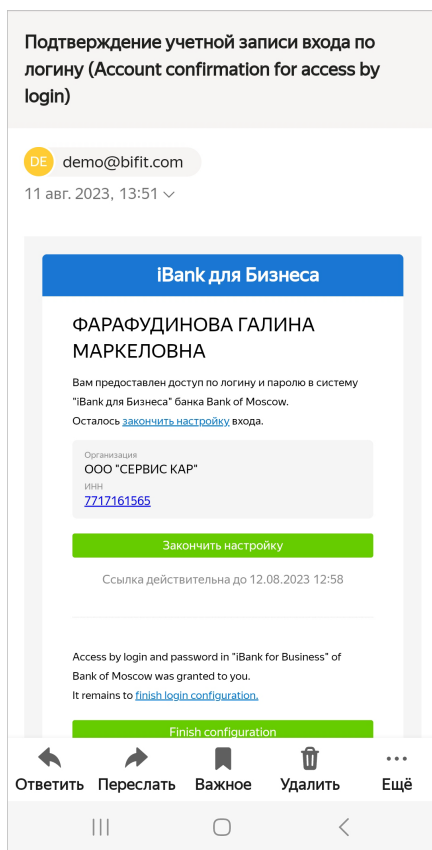 Подтверждение учетной записи входа по
логину (Account confirmation for access by
login)
DE demo@bifit.com
11 авг. 2023, 13:51
iBank для Бизнеса
ФАРАФУДИНОВА ГАЛИНА
МАРКЕЛОВНА
Вам предоставлен доступ по логину и паролю в систему
"iBank для Бизнеса" банка Bank of Moscow.
Осталось закончить настройку входа.
Организация
ООО "СЕРВИС КАР"
ИНН
7717161565
Закончить настройку
Ссылка действительна до 12.08.2023 12:58
Access by login and password in "iBank for Business" of
Bank of Moscow was granted to you.
It remains to finish login configuration.
Finish configuration
Ответить Переслать Важное Удалить Ещё